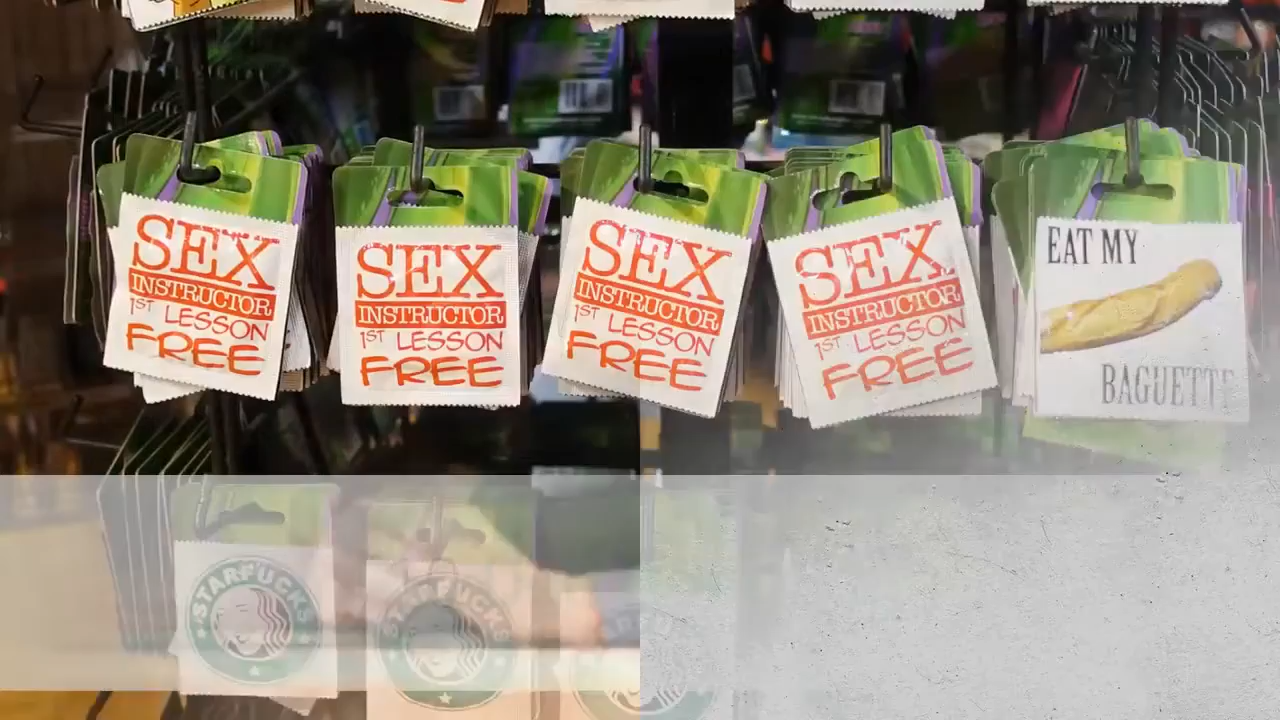 SEX
INSTRUCTOR
1ST LESSON
FREE
SEX
INSTRUCTOR
1ST LESSON
FREE
SEX
INSTRUCTOR
1ST LESSON
FREE
SEX
INSTRUCTOR
1ST LESSON
FREE
EAT MY
BAGUETTE
STARFUCKS
STARFUCKS